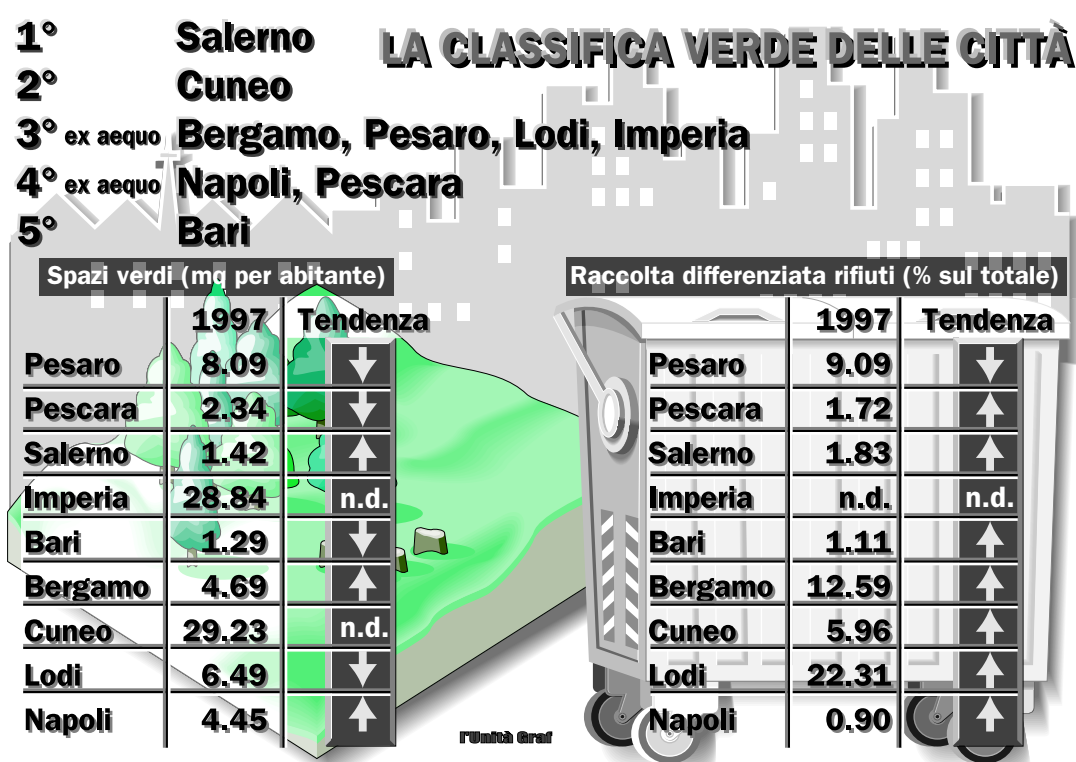 LA CLASSIFICA VERDE DELLE CITTÀ
1° Salerno
2° Cuneo
3° ex aequo Bergamo, Pesaro, Lodi, Imperia
4° ex aequo Napoli, Pescara
5° Bari
Spazi verdi (mq per abitante)
1997 Tendenza
Pesaro 8.09
Pescara 2.34
Salerno 1.42
Imperia 28.84 n.d.
Bari 1.29
Bergamo 4.69
Cuneo 29.23 n.d.
Lodi 6.49
Napoli 4.45
Raccolta differenziata rifiuti (% sul totale)
1997 Tendenza
Pesaro 9.09
Pescara 1.72
Salerno 1.83
Imperia n.d. n.d.
Bari 1.11
Bergamo 12.59
Cuneo 5.96
Lodi 22.31
Napoli 0.90
l'Unità Graf